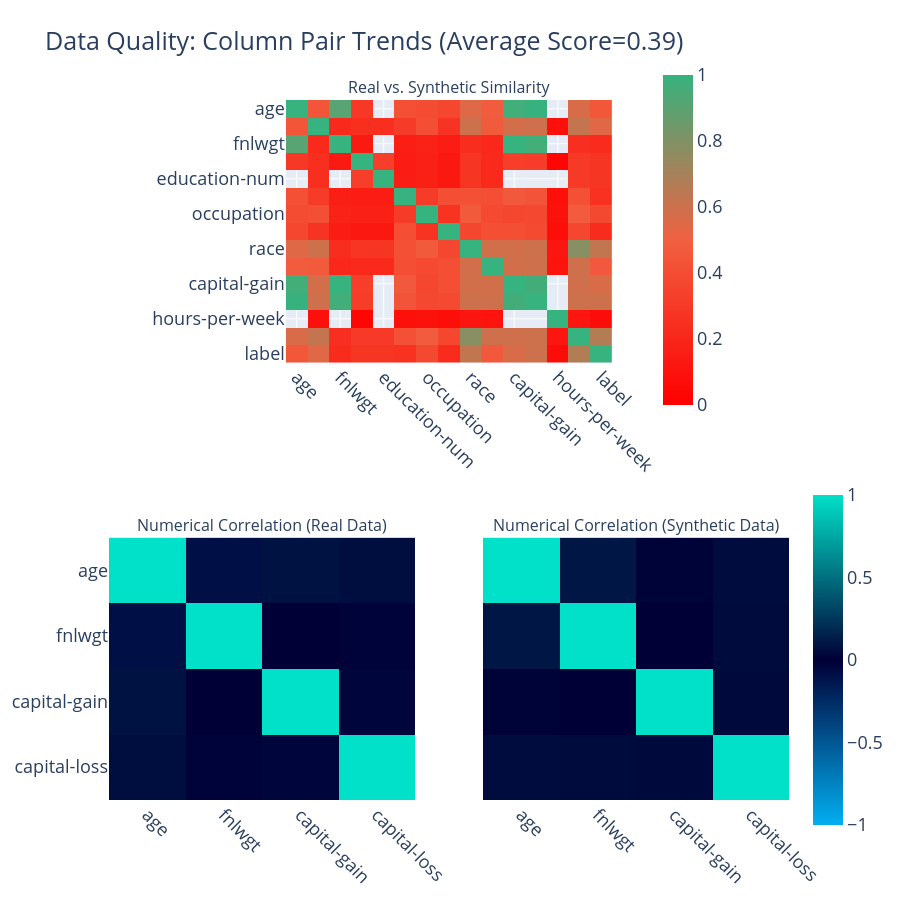 Data Quality: Column Pair Trends (Average Score=0.39)
Real vs. Synthetic Similarity
age
fnlwgt
education-num
occupation
race
capital-gain
hours-per-week
label
age
fnlwgt
education-num
occupation
race
capital-gain
hours-per-week
label
1
0.8
0.6
0.4
0.2
0
Numerical Correlation (Real Data)
age
fnlwgt
capital-gain
capital-loss
age
fnlwgt
capital-gain
capital-loss
Numerical Correlation (Synthetic Data)
age
fnlwgt
capital-gain
capital-loss
1
0.5
0
−0.5
−1